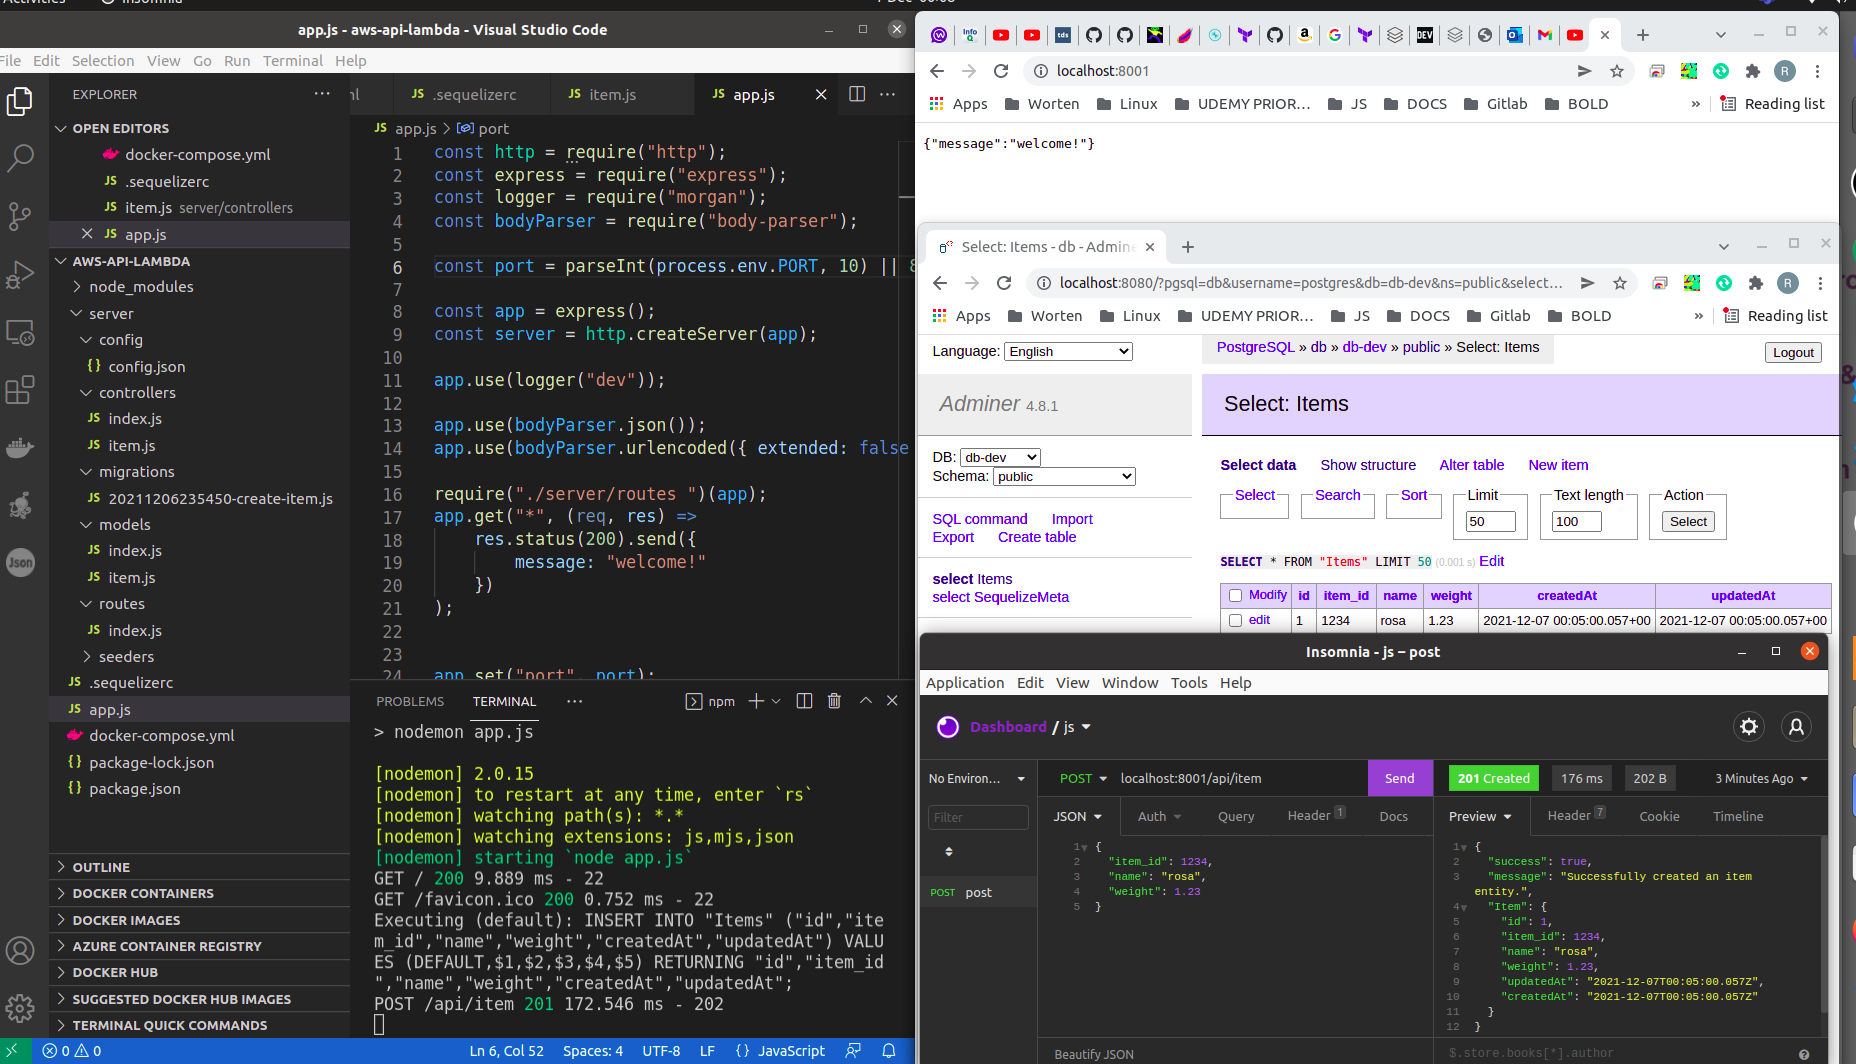 Activities
Insomnia
app.js - aws-api-lambda - Visual Studio Code
File Edit Selection View Go Run Terminal Help
EXPLORER
OPEN EDITORS
docker-compose.yml
JS .sequelizerc
JS item.js server/controllers
JS app.js
AWS-API-LAMBDA
node_modules
server
config
{} config.json
controllers
JS index.js
JS item.js
migrations
JS 20211206235450-create-item.js
models
JS index.js
JS item.js
routes
JS index.js
seeders
JS .sequelizerc
JS app.js
docker-compose.yml
{} package-lock.json
{} package.json
OUTLINE
DOCKER CONTAINERS
DOCKER IMAGES
AZURE CONTAINER REGISTRY
DOCKER HUB
SUGGESTED DOCKER HUB IMAGES
TERMINAL QUICK COMMANDS
Json
JS .sequelizerc JS item.js JS app.js
JS app.js > port
1 const http = require("http");
2 const express = require("express");
3 const logger = require("morgan");
4 const bodyParser = require("body-parser");
5
6 const port = parseInt(process.env.PORT, 10) || 8
7
8 const app = express();
9 const server = http.createServer(app);
10
11 app.use(logger("dev"));
12
13 app.use(bodyParser.json());
14 app.use(bodyParser.urlencoded({ extended: false
15
16 require("./server/routes ")(app);
17 app.get("*", (req, res) =>
18 res.status(200).send({
19 message: "welcome!"
20 })
21 );
22
23
24 app.set("port", port);
PROBLEMS TERMINAL ··· npm
> nodemon app.js
[nodemon] 2.0.15
[nodemon] to restart at any time, enter `rs`
[nodemon] watching path(s): *.*
[nodemon] watching extensions: js,mjs,json
[nodemon] starting `node app.js`
GET / 200 9.889 ms - 22
GET /favicon.ico 200 0.752 ms - 22
Executing (default): INSERT INTO "Items" ("id","ite
m_id","name","weight","createdAt","updatedAt") VALU
ES (DEFAULT,$1,$2,$3,$4,$5) RETURNING "id","item_id
","name","weight","createdAt","updatedAt";
POST /api/item 201 172.546 ms - 202
0 0
Ln 6, Col 52 Spaces: 4 UTF-8 LF {} JavaScript
localhost:8001
R
Apps Worten Linux UDEMY PRIOR... JS DOCS Gitlab BOLD » Reading list
{"message":"welcome!"}
Select: Items - db - Admine
localhost:8080/?pgsql=db&username=postgres&db=db-dev&ns=public&select...
R
Apps Worten Linux UDEMY PRIOR... JS DOCS Gitlab BOLD » Reading list
Language: English
PostgreSQL » db » db-dev » public » Select: Items
Logout
Adminer 4.8.1
Select: Items
DB: db-dev
Schema: public
SQL command Import
Export Create table
select Items
select SequelizeMeta
Select data Show structure Alter table New item
Select Search Sort Limit Text length Action
50 100 Select
SELECT * FROM "Items" LIMIT 50 (0.001 s) Edit
Modify id item_id name weight createdAt updatedAt
edit 1 1234 rosa 1.23 2021-12-07 00:05:00.057+00 2021-12-07 00:05:00.057+00
Insomnia - js – post
Application Edit View Window Tools Help
Dashboard / js
No Environ...
POST localhost:8001/api/item Send
201 Created 176 ms 202 B 3 Minutes Ago
Filter
POST post
JSON Auth Query Header 1 Docs
1 {
2 "item_id": 1234,
3 "name": "rosa",
4 "weight": 1.23
5 }
Beautify JSON
Preview Header 7 Cookie Timeline
1 {
2 "success": true,
3 "message": "Successfully created an item
entity.",
4 "Item": {
5 "id": 1,
6 "item_id": 1234,
7 "name": "rosa",
8 "weight": 1.23,
9 "updatedAt": "2021-12-07T00:05:00.057Z",
10 "createdAt": "2021-12-07T00:05:00.057Z"
11 }
12 }
$.store.books[*].author